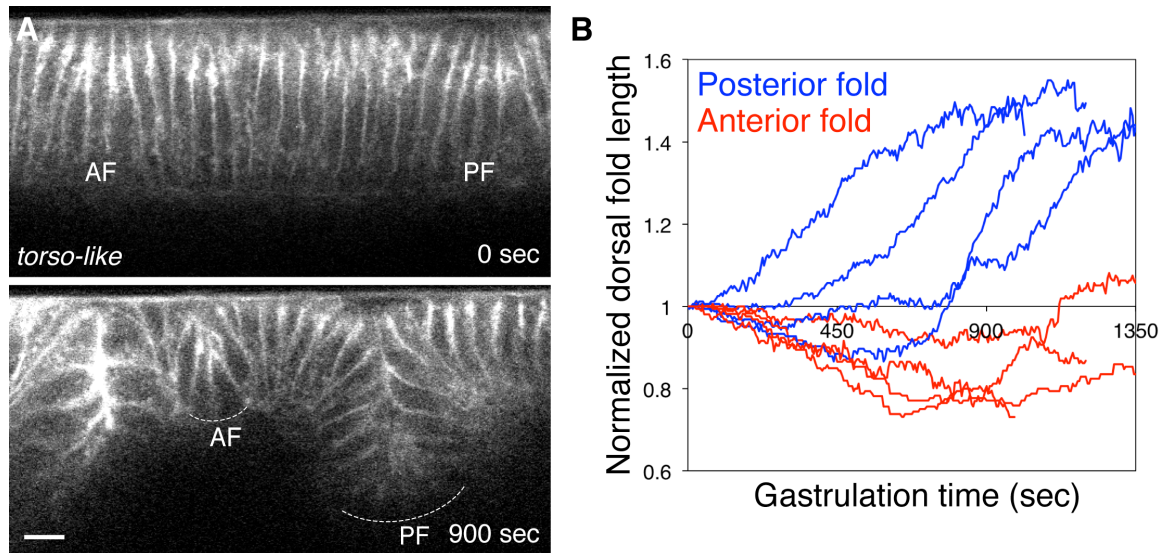 A
AF
PF
torso-like
0 sec
AF
PF
900 sec
B
Normalized dorsal fold length
1.6
1.4
1.2
1
0.8
0.6
Posterior fold
Anterior fold
0
450
900
1350
Gastrulation time (sec)